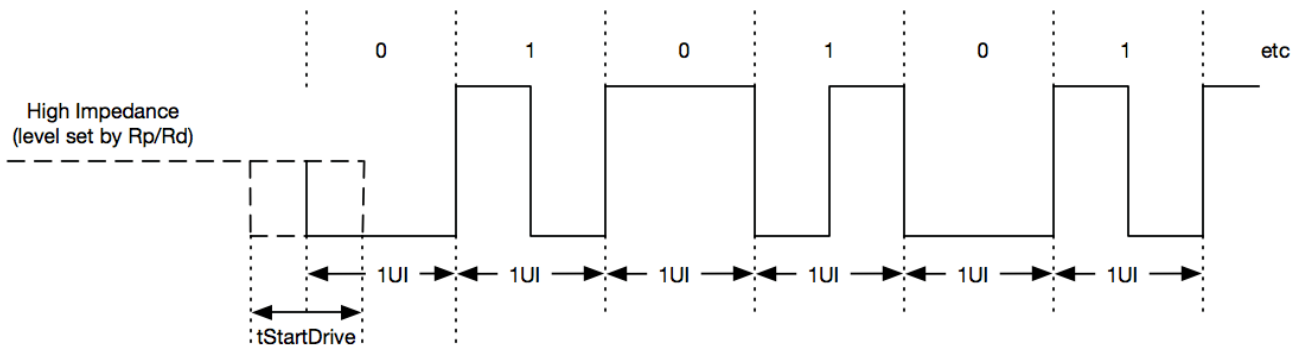 0 1 0 1 0 1 etc
High Impedance
(level set by Rp/Rd)
1UI 1UI 1UI 1UI 1UI 1UI
tStartDrive